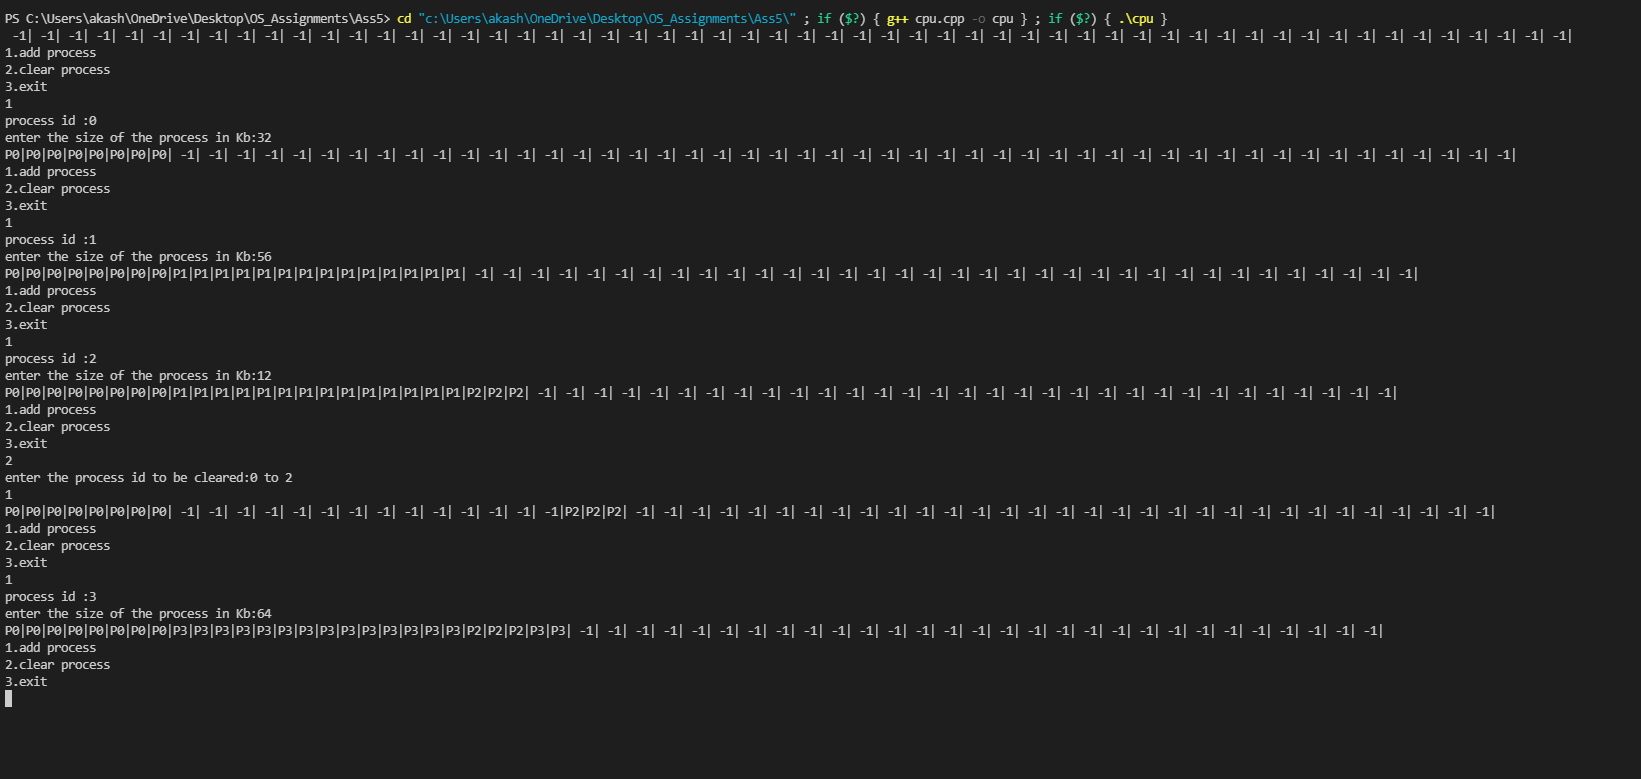 PS C:\Users\akash\OneDrive\Desktop\OS_Assignments\Ass5> cd "c:\Users\akash\OneDrive\Desktop\OS_Assignments\Ass5\" ; if ($?) { g++ cpu.cpp -o cpu } ; if ($?) { .\cpu }
 -1| -1| -1| -1| -1| -1| -1| -1| -1| -1| -1| -1| -1| -1| -1| -1| -1| -1| -1| -1| -1| -1| -1| -1| -1| -1| -1| -1| -1| -1| -1| -1| -1| -1| -1| -1| -1| -1| -1| -1| -1| -1| -1| -1| -1| -1| -1| -1| -1| -1| -1| -1| -1| -1| -1| -1|
1.add process
2.clear process
3.exit
1
process id :0
enter the size of the process in Kb:32
P0|P0|P0|P0|P0|P0|P0|P0| -1| -1| -1| -1| -1| -1| -1| -1| -1| -1| -1| -1| -1| -1| -1| -1| -1| -1| -1| -1| -1| -1| -1| -1| -1| -1| -1| -1| -1| -1| -1| -1| -1| -1| -1| -1| -1| -1| -1| -1| -1| -1| -1| -1| -1| -1| -1| -1|
1.add process
2.clear process
3.exit
1
process id :1
enter the size of the process in Kb:56
P0|P0|P0|P0|P0|P0|P0|P0|P1|P1|P1|P1|P1|P1|P1|P1|P1|P1|P1|P1|P1|P1| -1| -1| -1| -1| -1| -1| -1| -1| -1| -1| -1| -1| -1| -1| -1| -1| -1| -1| -1| -1| -1| -1| -1| -1| -1| -1| -1| -1| -1| -1| -1| -1| -1| -1|
1.add process
2.clear process
3.exit
1
process id :2
enter the size of the process in Kb:12
P0|P0|P0|P0|P0|P0|P0|P0|P1|P1|P1|P1|P1|P1|P1|P1|P1|P1|P1|P1|P1|P1|P2|P2|P2| -1| -1| -1| -1| -1| -1| -1| -1| -1| -1| -1| -1| -1| -1| -1| -1| -1| -1| -1| -1| -1| -1| -1| -1| -1| -1| -1| -1| -1| -1| -1|
1.add process
2.clear process
3.exit
2
enter the process id to be cleared:0 to 2
1
P0|P0|P0|P0|P0|P0|P0|P0| -1| -1| -1| -1| -1| -1| -1| -1| -1| -1| -1| -1| -1| -1|P2|P2|P2| -1| -1| -1| -1| -1| -1| -1| -1| -1| -1| -1| -1| -1| -1| -1| -1| -1| -1| -1| -1| -1| -1| -1| -1| -1| -1| -1| -1| -1| -1| -1|
1.add process
2.clear process
3.exit
1
process id :3
enter the size of the process in Kb:64
P0|P0|P0|P0|P0|P0|P0|P0|P3|P3|P3|P3|P3|P3|P3|P3|P3|P3|P3|P3|P3|P3|P2|P2|P2|P3|P3| -1| -1| -1| -1| -1| -1| -1| -1| -1| -1| -1| -1| -1| -1| -1| -1| -1| -1| -1| -1| -1| -1| -1| -1| -1| -1| -1| -1| -1|
1.add process
2.clear process
3.exit